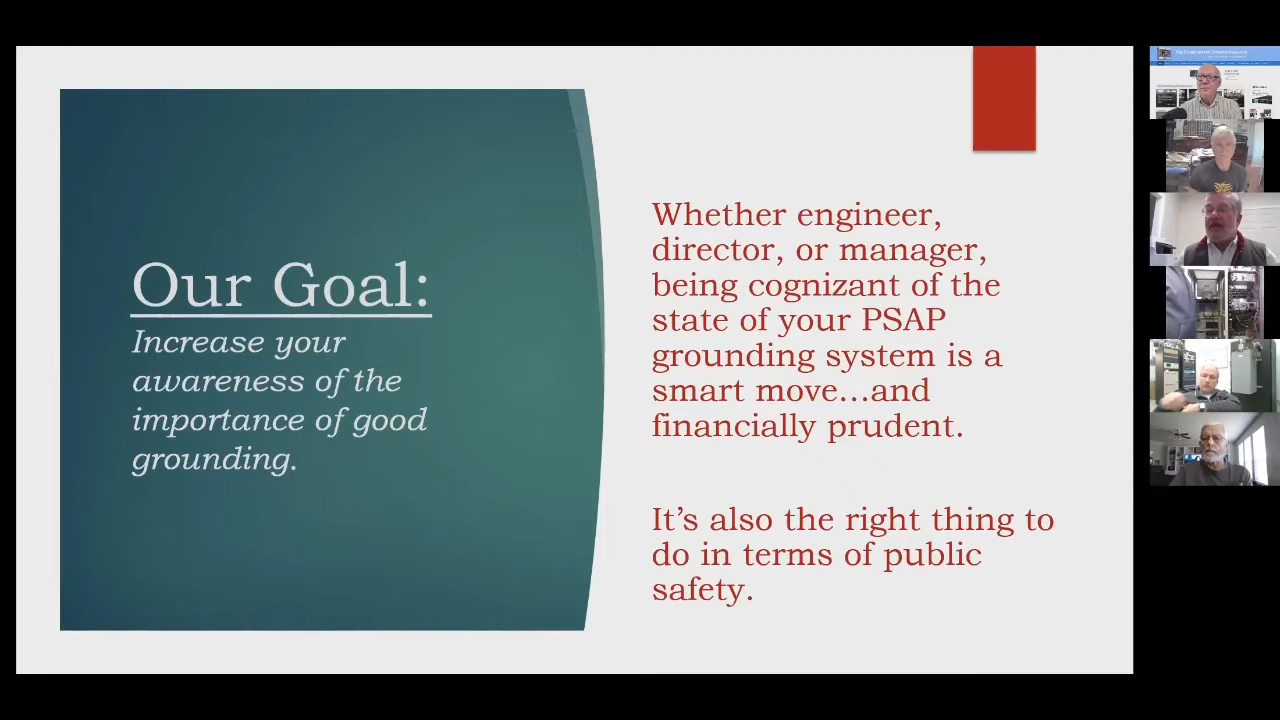 Our Goal:
Increase your
awareness of the
importance of good
grounding.
Whether engineer,
director, or manager,
being cognizant of the
state of your PSAP
grounding system is a
smart move...and
financially prudent.
It's also the right thing to
do in terms of public
safety.